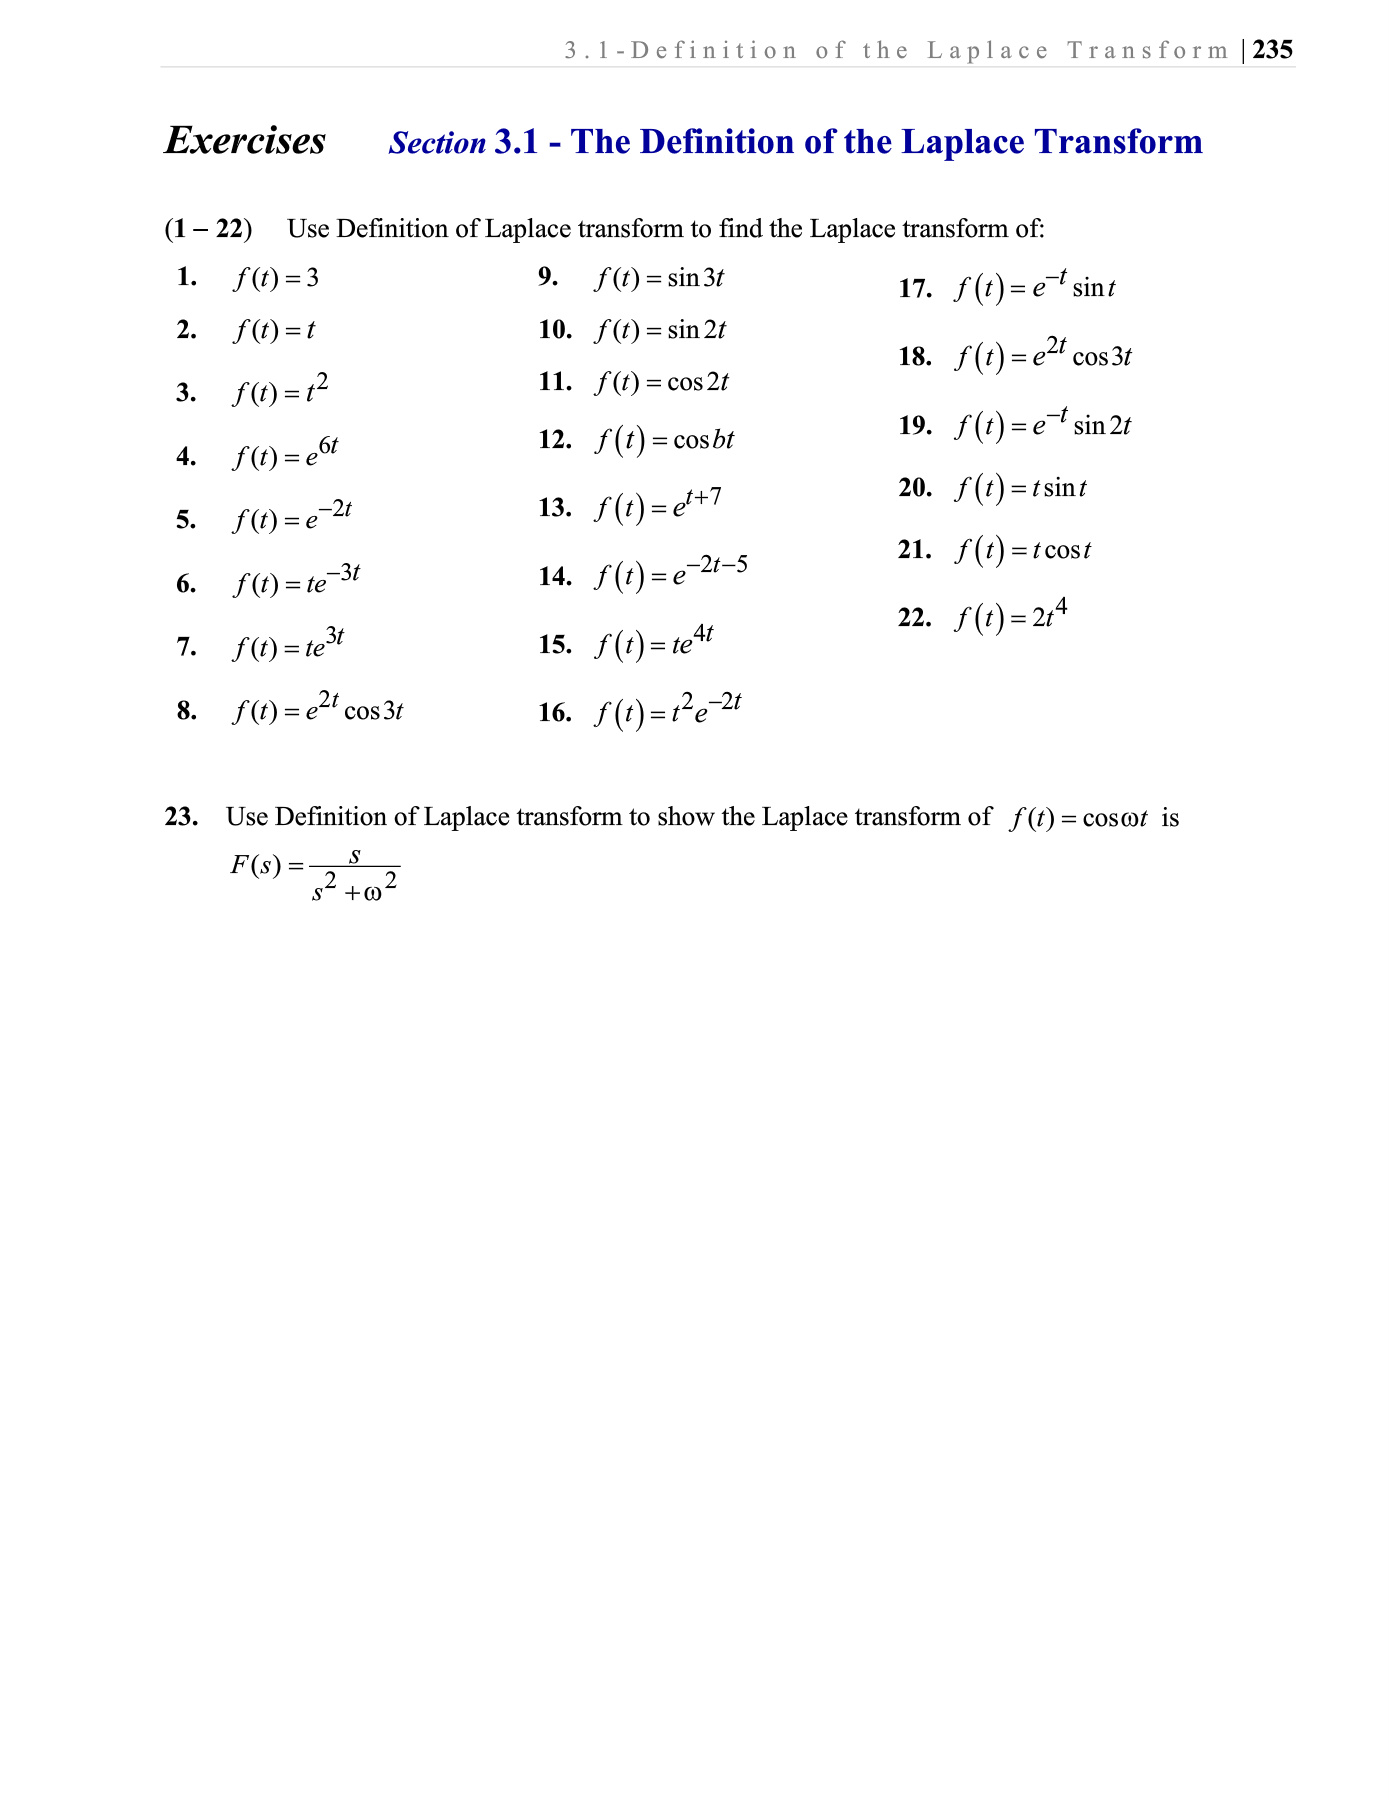 3.1-Definition of the Laplace Transform | 235
Exercises Section 3.1 - The Definition of the Laplace Transform
(1 – 22) Use Definition of Laplace transform to find the Laplace transform of:
1. f(t) = 3
2. f(t) = t
3. f(t) = t^2
4. f(t) = e^{6t}
5. f(t) = e^{−2t}
6. f(t) = te^{−3t}
7. f(t) = te^{3t}
8. f(t) = e^{2t} cos 3t
9. f(t) = sin 3t
10. f(t) = sin 2t
11. f(t) = cos 2t
12. f(t) = cos bt
13. f(t) = e^{t+7}
14. f(t) = e^{−2t−5}
15. f(t) = te^{4t}
16. f(t) = t^2 e^{−2t}
17. f(t) = e^{−t} sin t
18. f(t) = e^{2t} cos 3t
19. f(t) = e^{−t} sin 2t
20. f(t) = t sin t
21. f(t) = t cos t
22. f(t) = 2t^4
23. Use Definition of Laplace transform to show the Laplace transform of f(t) = cos ωt is
F(s) = s / (s^2 + ω^2)